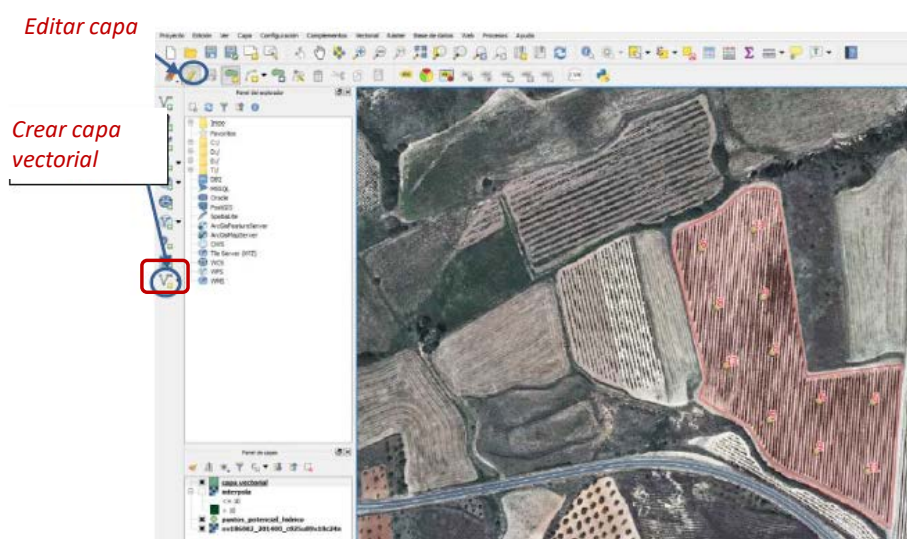 Editar capa
Proyecto Edición Ver Capa Configuración Complementos Vectorial Ráster Base de datos Web Procesos Ayuda
Panel del explorador
Crear capa
vectorial
Inicio
Favoritos
C:/
D:/
E:/
T:/
DB2
MSSQL
Oracle
PostGIS
SpatiaLite
ArcGisFeatureServer
ArcGisMapServer
OWS
Tile Server (XYZ)
WCS
WFS
WMS
Panel de capas
capa vectorial
interpola
puntos_potencial_hídrico